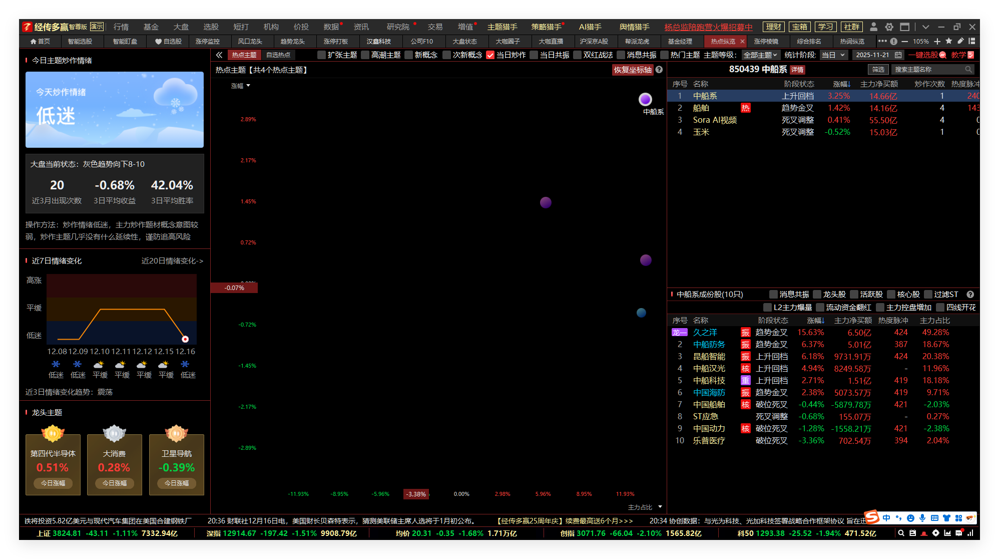 经传多赢 智尊版 演示 行情 基金 大盘 选股 短打 机构 价投 数据 资讯 研究院 交易 增值 主题猎手 策略猎手 AI猎手 舆情猎手 杨总监陪跑营火爆招募中 理财 宝箱 学习 社群
首页 智能选股 智能盯盘 自选股 涨停监控 风口龙头 趋势龙头 涨停打板 汉鑫科技 公司F10 大盘状态 大咖圈子 大咖直播 沪深京A股 帮派龙虎 基金经理 热点纵览 涨停棱镜 综合排名 热词纵览 105%
今日主题炒作情绪
今天炒作情绪
低迷
大盘当前状态：灰色趋势向下8-10
20 -0.68% 42.04%
近3月出现次数 3日平均收益 3日平均胜率
操作方法：炒作情绪低迷，主力炒作题材概念意图较
弱，炒作主题几乎没有什么延续性，谨防追高风险
近7日情绪变化 近20日情绪变化->
高涨
平缓
低迷
12.08 12.09 12.10 12.11 12.12 12.15 12.16
低迷 低迷 平缓 平缓 平缓 平缓 低迷
近3日情绪变化趋势：震荡
龙头主题
第四代半导体 大消费 卫星导航
0.51% 0.28% -0.39%
今日涨幅 今日涨幅 今日涨幅
热点主题 自选热点 扩张主题 高潮主题 新概念 次新概念 当日炒作 当日共振 双红战法 消息共振 热门主题 主题等级： 全部主题 统计阶段： 当日 2025-11-21 一键选股 教学
热点主题【共4个热点主题】 恢复坐标轴
涨幅
中船系
2.89%
2.17%
1.45%
0.72%
-0.07%
-0.72%
-1.45%
-2.17%
-2.89%
-11.93% -8.95% -5.96% -3.38% 0.00% 2.98% 5.96% 8.95% 11.93%
主力占比
850439 中船系 详情 筛选 搜索主题名称
序号 名称 阶段状态 涨幅↓ 主力净买额 炒作次数 热度脉冲
1 中船系 上升回档 3.25% 14.66亿 1 240
2 船舶 热 趋势金叉 1.42% 14.16亿 4 143
3 Sora AI视频 死叉调整 0.41% 55.50亿 4 0
4 玉米 死叉调整 -0.52% 15.03亿 1 0
中船系成份股(10只) 消息共振 龙头股 活跃股 核心股 过滤ST
L2主力爆量 流动资金翻红 主力控盘增加 四线开花
序号 名称 阶段状态 涨幅↓ 主力净买额 热度脉冲 主力占比
龙一 久之洋 振 趋势金叉 15.63% 6.50亿 424 49.28%
2 中船防务 振 趋势金叉 6.37% 5.01亿 387 18.67%
3 昆船智能 振 上升回档 6.18% 9731.91万 424 20.38%
4 中船汉光 核 上升回档 4.94% 8249.58万 - 11.96%
5 中船科技 重 上升回档 2.71% 1.51亿 419 18.18%
6 中国海防 振 趋势金叉 2.38% 5073.57万 419 9.71%
7 中国船舶 核 破位死叉 -0.44% -5879.78万 421 -2.03%
8 ST应急 死叉调整 -0.68% 155.07万 - 0.27%
9 中国动力 核 破位死叉 -1.28% -1558.21万 421 -2.38%
10 乐普医疗 破位死叉 -3.36% 702.54万 394 2.04%
铁将投资5.82亿美元与现代汽车集团在美国合建钢铁厂 20:36 财联社12月16日电，美国财长贝森特表示，猜测美联储主席人选将于1月初公布。 【经传多赢25周年庆】续费最高送6个月>>> 20:34 协创数据：与光为科技、光加科技签署战略合作框架协议 旨在
中
上证 3824.81 -43.11 -1.11% 7332.94亿 深指 12914.67 -197.42 -1.51% 9908.79亿 均价 20.31 -0.35 -1.68% 1.71万亿 创指 3071.76 -66.04 -2.10% 1565.82亿 科50 1293.38 -25.52 -1.94% 471.52亿